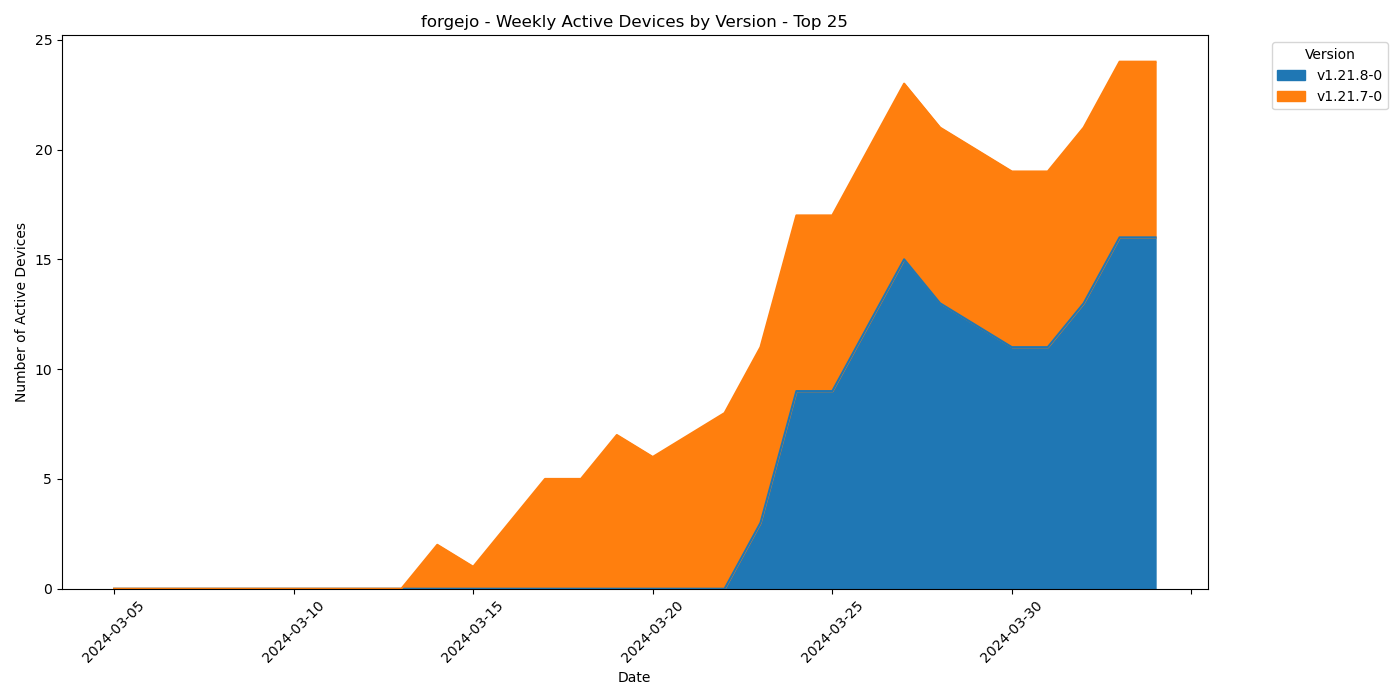 forgejo - Weekly Active Devices by Version - Top 25
Version
v1.21.8-0
v1.21.7-0
Number of Active Devices
25
20
15
10
5
0
2024-03-05
2024-03-10
2024-03-15
2024-03-20
2024-03-25
2024-03-30
Date